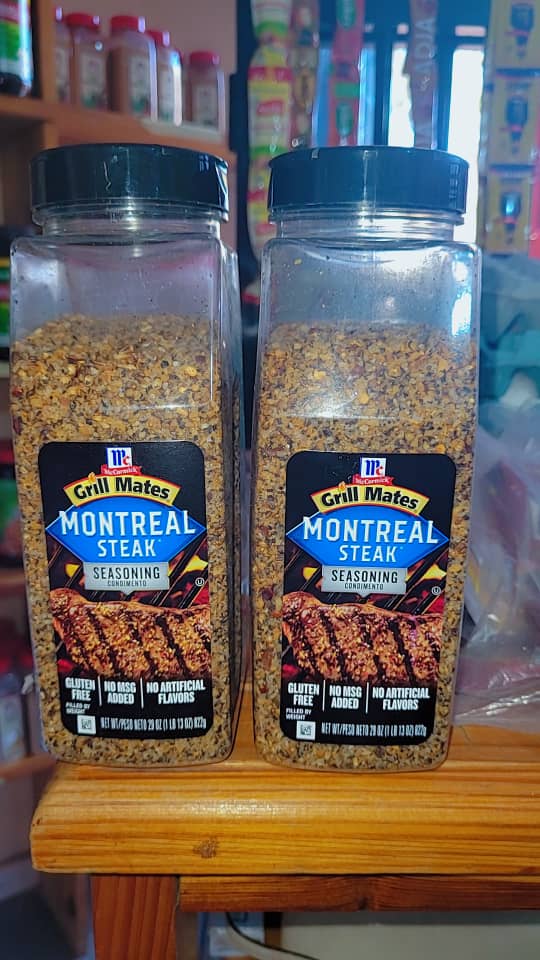 Mc
McCormick
Grill Mates
MONTREAL
STEAK
SEASONING
CONDIMENTO
GLUTEN FREE
NO MSG ADDED
NO ARTIFICIAL FLAVORS
FILLED BY WEIGHT
NET WT/PESO NETO 29 OZ (1 LB 13 OZ) 822g
Mc
McCormick
Grill Mates
MONTREAL
STEAK
SEASONING
CONDIMENTO
GLUTEN FREE
NO MSG ADDED
NO ARTIFICIAL FLAVORS
FILLED BY WEIGHT
NET WT/PESO NETO 29 OZ (1 LB 13 OZ) 822g